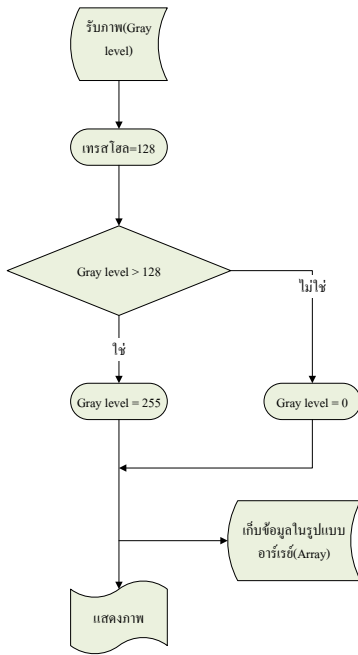 รับภาพ(Gray
level)
เทรสโฮล=128
Gray level > 128
ไม่ใช่
ใช่
Gray level = 255
Gray level = 0
เก็บข้อมูลในรูปแบบ
อาร์เรย์(Array)
แสดงภาพ